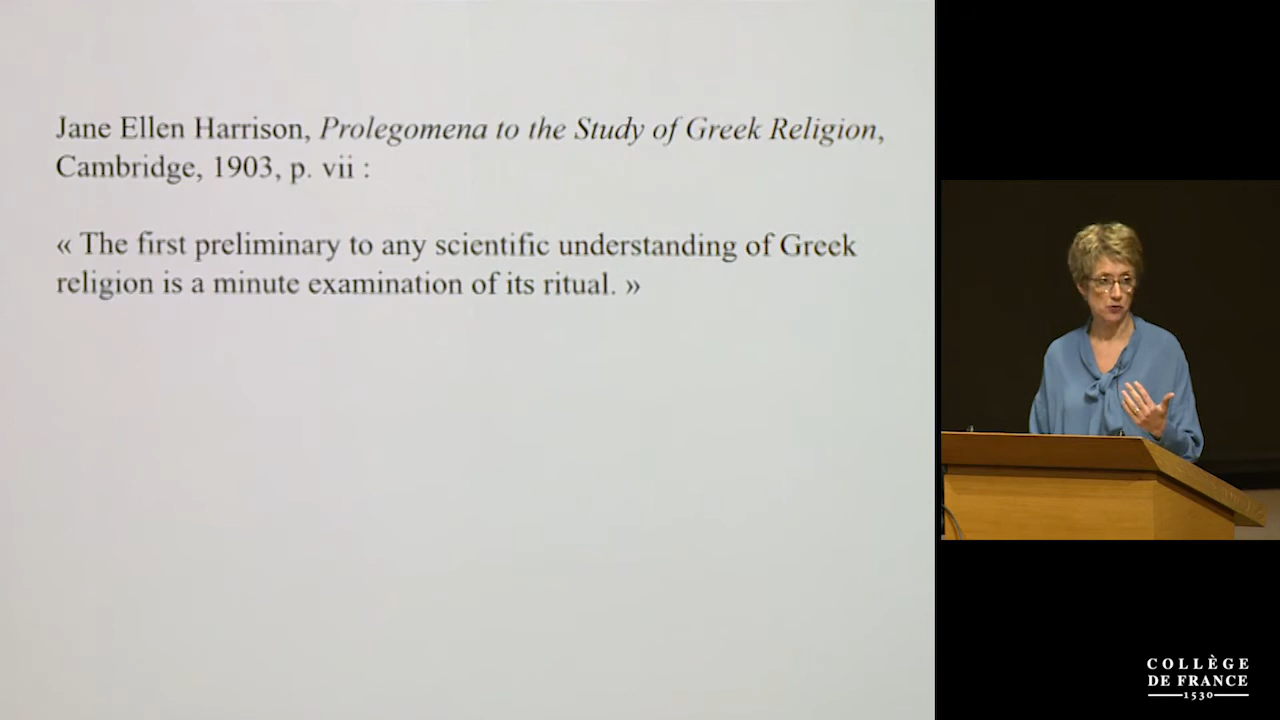 Jane Ellen Harrison, Prolegomena to the Study of Greek Religion,
Cambridge, 1903, p. vii :
« The first preliminary to any scientific understanding of Greek
religion is a minute examination of its ritual. »
COLLÈGE
DE FRANCE
1530